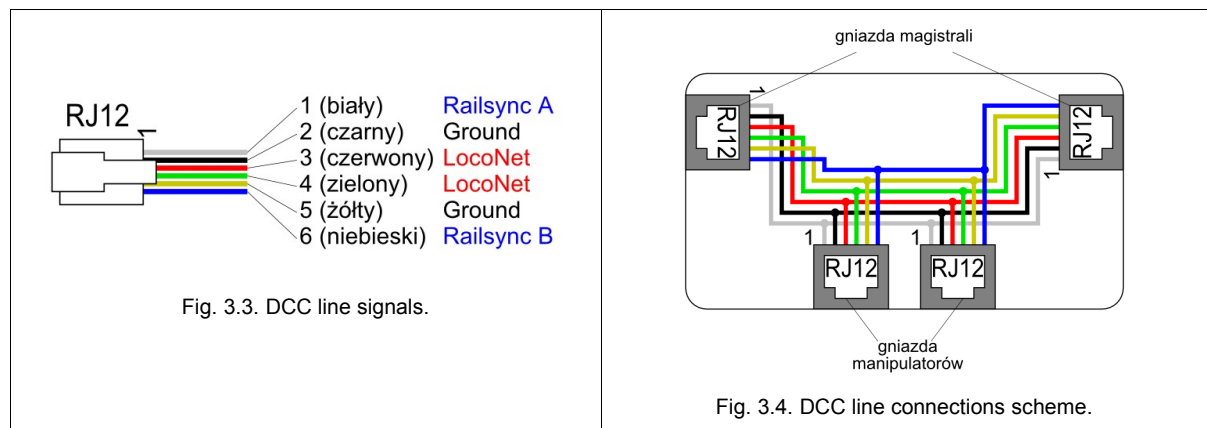 RJ12
1
1 (biały) Railsync A
2 (czarny) Ground
3 (czerwony) LocoNet
4 (zielony) LocoNet
5 (żółty) Ground
6 (niebieski) Railsync B
Fig. 3.3. DCC line signals.
gniazda magistrali
1
RJ12
RJ12
1
1
RJ12
1
RJ12
gniazda
manipulatorów
Fig. 3.4. DCC line connections scheme.